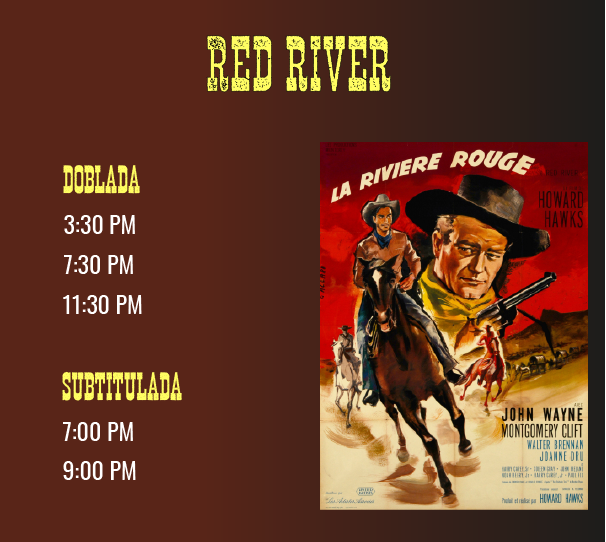 RED RIVER
DOBLADA
3:30 PM
7:30 PM
11:30 PM
SUBTITULADA
7:00 PM
9:00 PM
LA RIVIERE ROUGE
HOWARD
HAWKS
JOHN WAYNE
MONTGOMERY CLIFT
WALTER BRENNAN
JOANNE DRU
HOWARD HAWKS